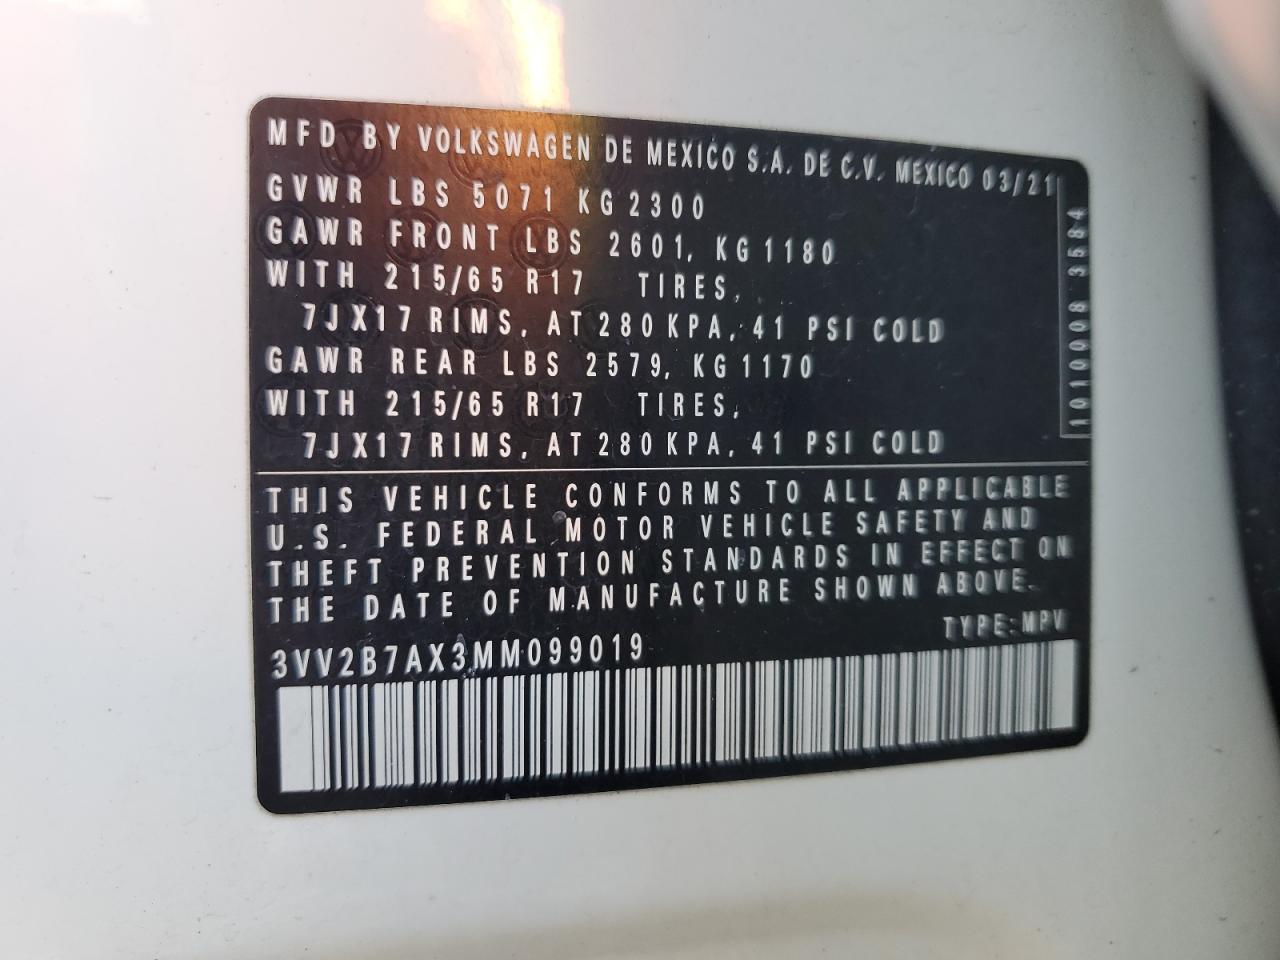 MFD BY VOLKSWAGEN DE MEXICO S.A. DE C.V. MEXICO 03/21
GVWR LBS 5071 KG 2300
GAWR FRONT LBS 2601, KG 1180
WITH 215/65 R17 TIRES,
7JX17 RIMS, AT 280 KPA, 41 PSI COLD
GAWR REAR LBS 2579, KG 1170
WITH 215/65 R17 TIRES,
7JX17 RIMS, AT 280 KPA, 41 PSI COLD
1010008 3584
THIS VEHICLE CONFORMS TO ALL APPLICABLE
U.S. FEDERAL MOTOR VEHICLE SAFETY AND
THEFT PREVENTION STANDARDS IN EFFECT ON
THE DATE OF MANUFACTURE SHOWN ABOVE.
TYPE: MPV
3VV2B7AX3MM099019